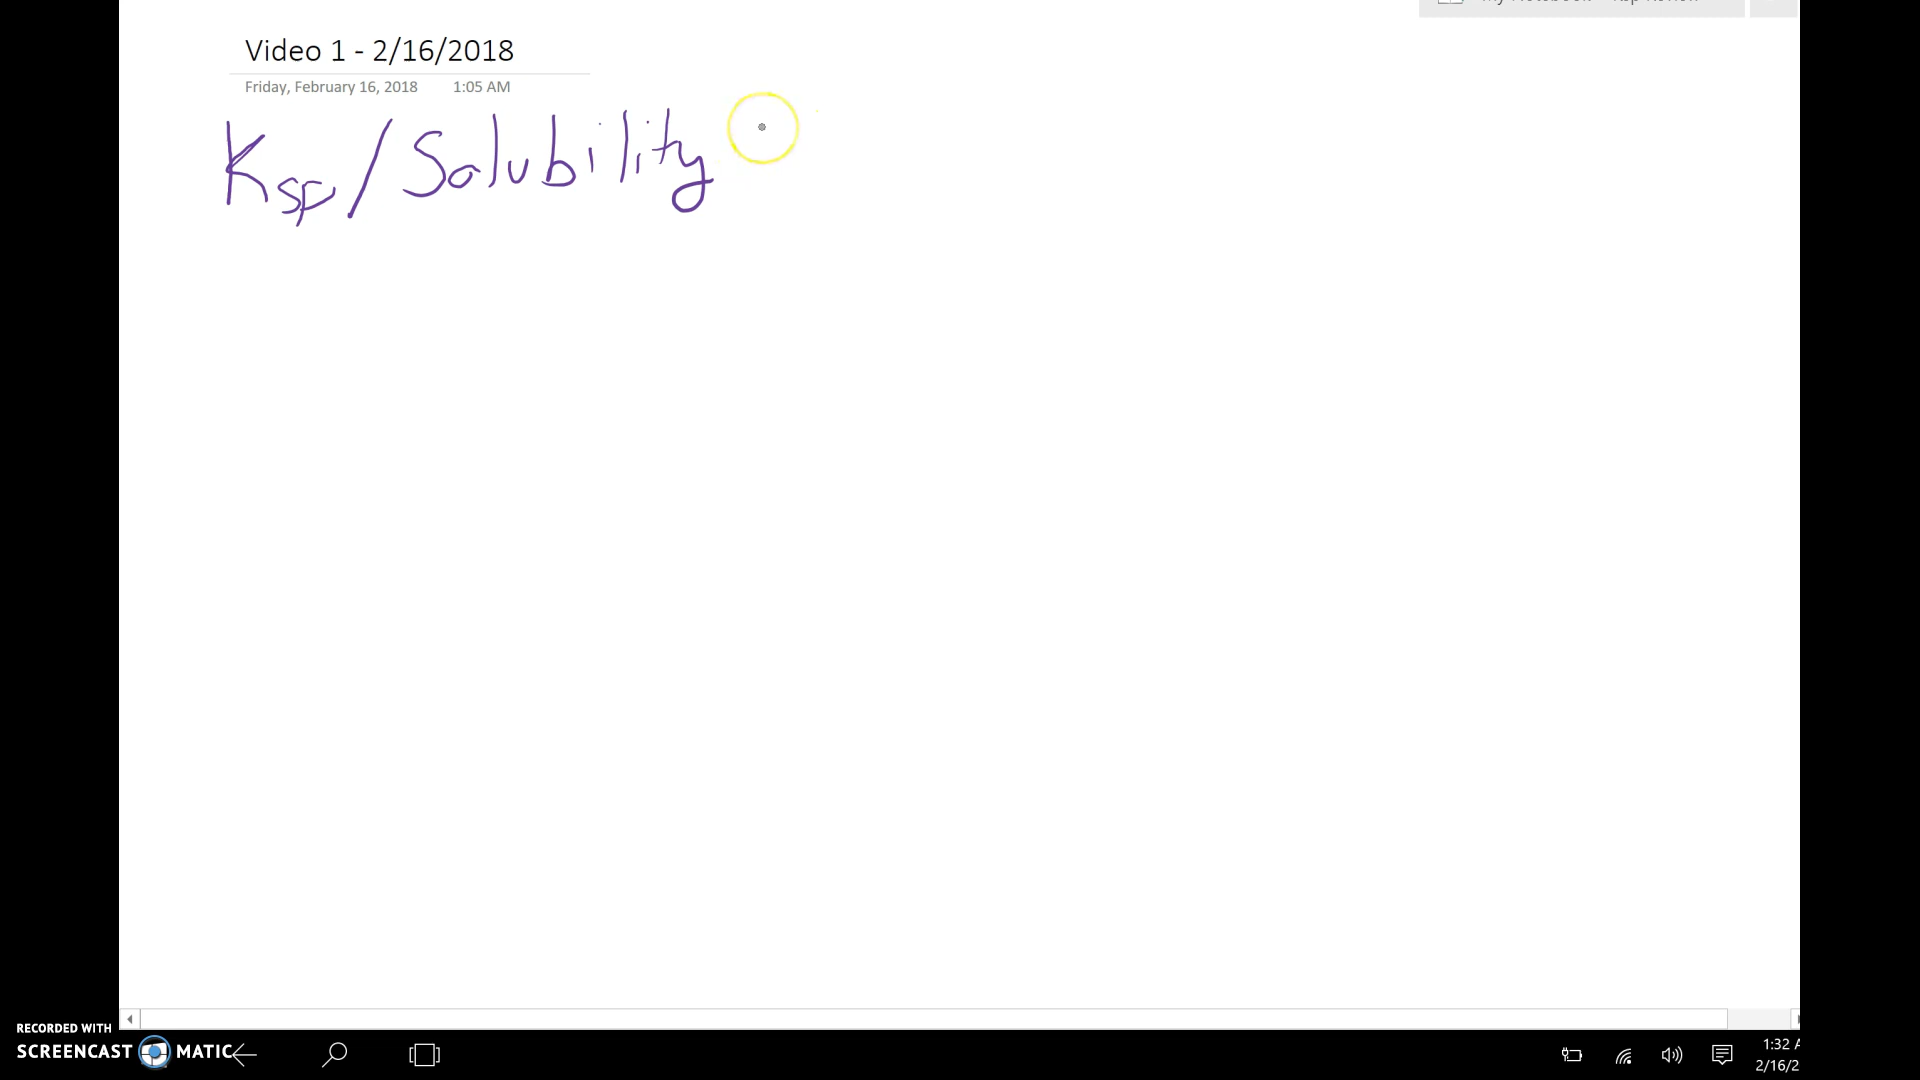 Video 1 - 2/16/2018
Friday, February 16, 2018 1:05 AM
Ksp/Solubility
RECORDED WITH
SCREENCAST MATIC
1:32
2/16/2